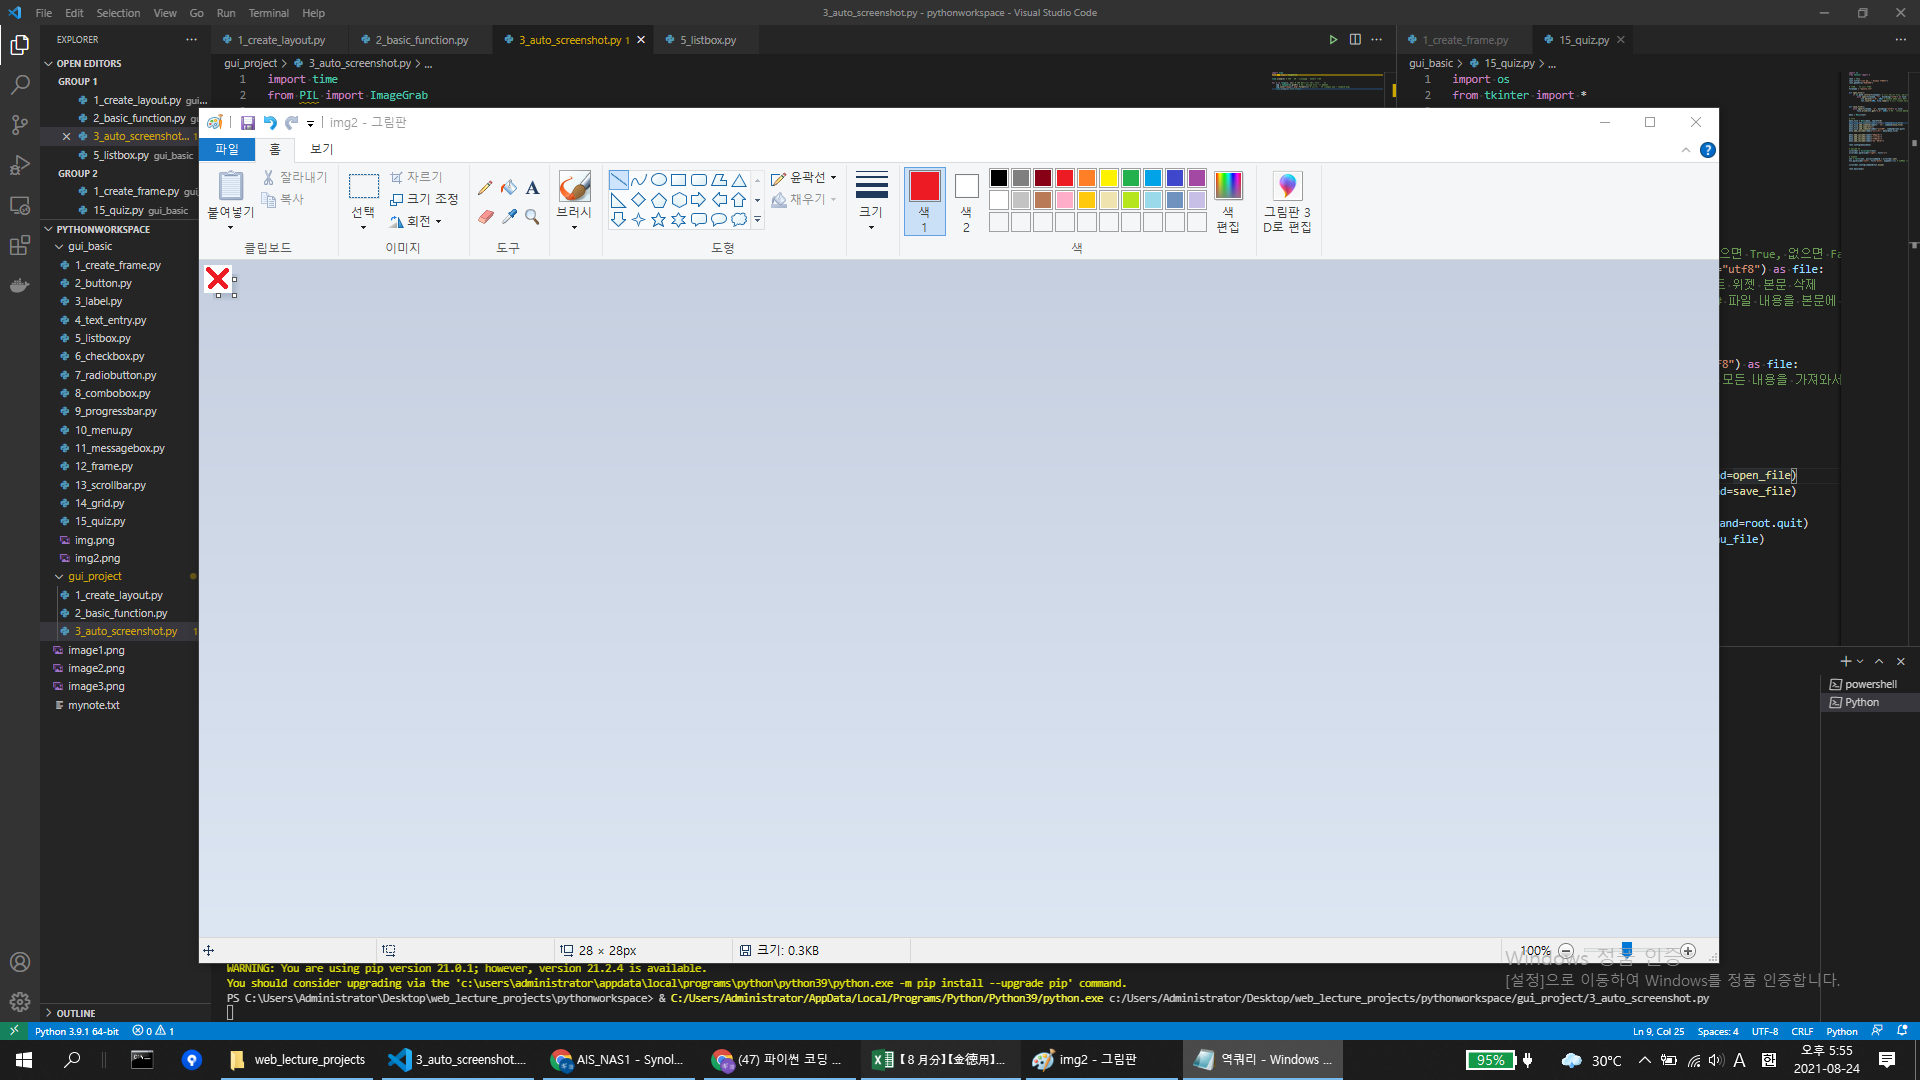 File Edit Selection View Go Run Terminal Help
3_auto_screenshot.py - pythonworkspace - Visual Studio Code
EXPLORER
OPEN EDITORS
GROUP 1
1_create_layout.py gui...
2_basic_function.py gu
3_auto_screenshot... 1
5_listbox.py gui_basic
GROUP 2
1_create_frame.py gui
15_quiz.py gui_basic
PYTHONWORKSPACE
gui_basic
1_create_frame.py
2_button.py
3_label.py
4_text_entry.py
5_listbox.py
6_checkbox.py
7_radiobutton.py
8_combobox.py
9_progressbar.py
10_menu.py
11_messagebox.py
12_frame.py
13_scrollbar.py
14_grid.py
15_quiz.py
img.png
img2.png
gui_project
1_create_layout.py
2_basic_function.py
3_auto_screenshot.py 1
image1.png
image2.png
image3.png
mynote.txt
OUTLINE
1_create_layout.py 2_basic_function.py 3_auto_screenshot.py 1 5_listbox.py
gui_project > 3_auto_screenshot.py > ...
1 import time
2 from PIL import ImageGrab
1_create_frame.py 15_quiz.py
gui_basic > 15_quiz.py > ...
1 import os
2 from tkinter import *
img2 - 그림판
파일 홈 보기
붙여넣기 잘라내기 복사
클립보드
선택 자르기 크기 조정 회전
이미지
도구
브러시
윤곽선 채우기
도형
크기
색 1 색 2 색 편집
색
그림판 3D로 편집
28 × 28px
크기: 0.3KB
100%
으면 True, 없으면 Fa
="utf8") as file:
트 위젯 본문 삭제
파일 내용을 본문에
f8") as file:
모든 내용을 가져와서
d=open_file)
d=save_file)
and=root.quit)
u_file)
powershell
Python
WARNING: You are using pip version 21.0.1; however, version 21.2.4 is available.
You should consider upgrading via the 'c:\users\administrator\appdata\local\programs\python\python39\python.exe -m pip install --upgrade pip' command.
PS C:\Users\Administrator\Desktop\web_lecture_projects\pythonworkspace> & C:/Users/Administrator/AppData/Local/Programs/Python/Python39/python.exe c:/Users/Administrator/Desktop/web_lecture_projects/pythonworkspace/gui_project/3_auto_screenshot.py
Windows 정품 인증
[설정]으로 이동하여 Windows를 정품 인증합니다.
Python 3.9.1 64-bit 0 1
Ln 9, Col 25 Spaces: 4 UTF-8 CRLF Python
web_lecture_projects
3_auto_screenshot....
AIS_NAS1 - Synol...
(47) 파이썬 코딩 ...
【8月分】【金徳用】...
img2 - 그림판
역쿼리 - Windows ...
95%
30°C
A
오후 5:55
2021-08-24